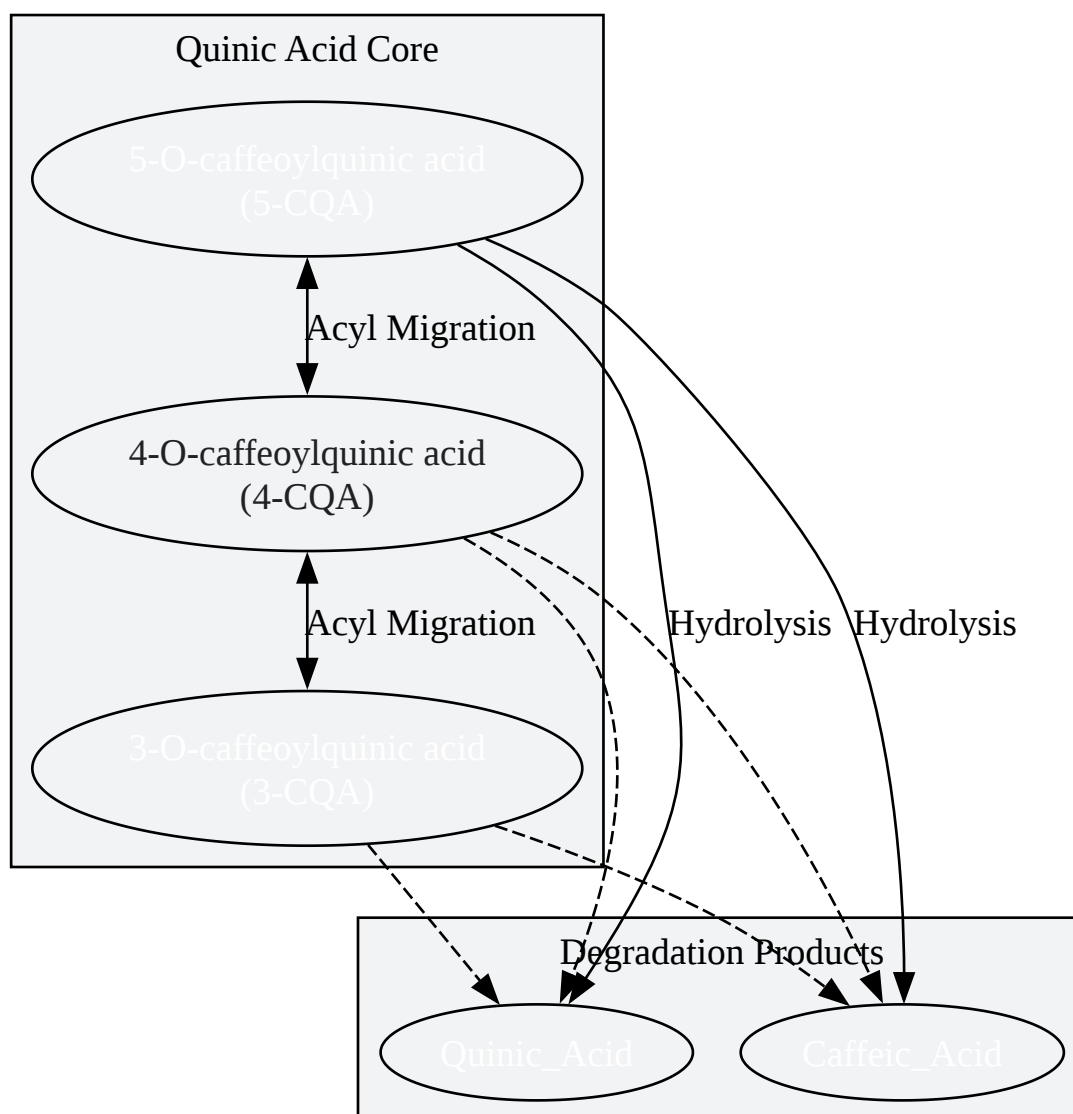 Quinic Acid Core
5-O-caffeoylquinic acid
(5-CQA)
Acyl Migration
4-O-caffeoylquinic acid
(4-CQA)
Acyl Migration
Hydrolysis
Hydrolysis
3-O-caffeoylquinic acid
(3-CQA)
Degradation Products
Quinic_Acid
Caffeic_Acid